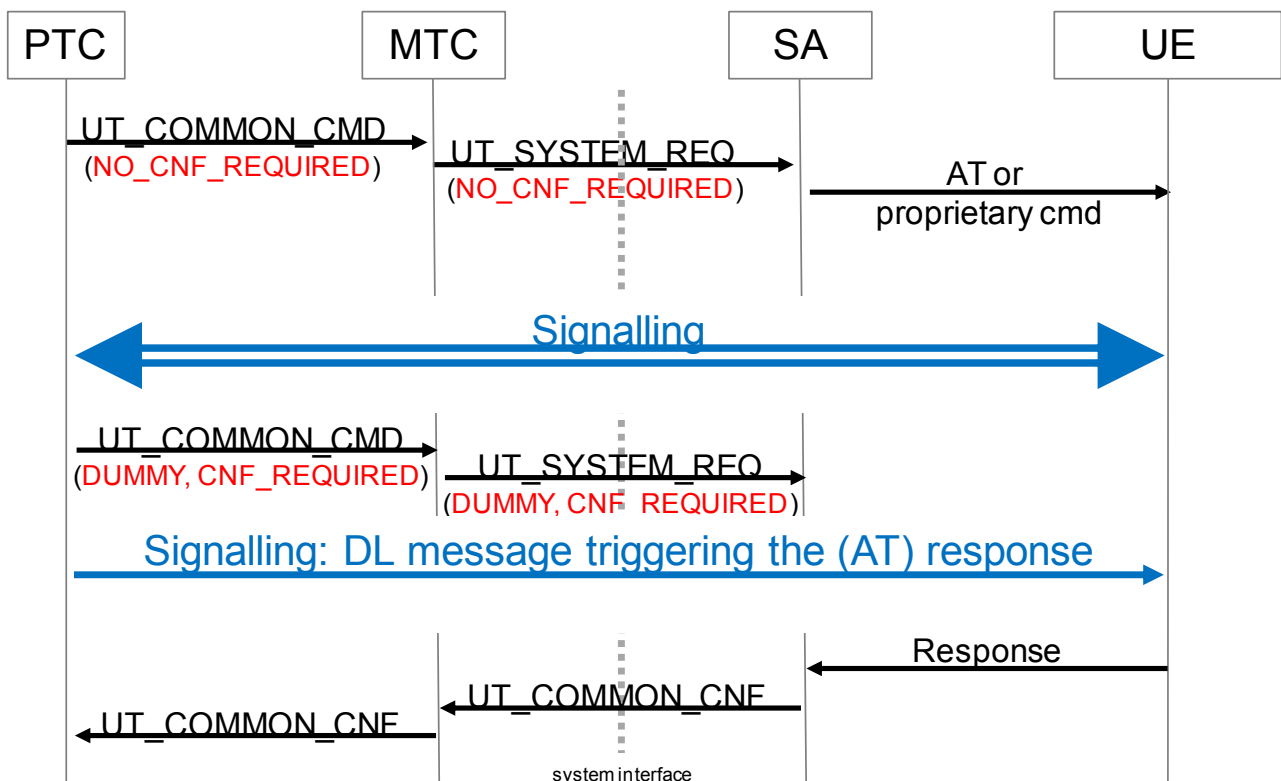 PTC
MTC
SA
UE
UT_COMMON_CMD
(NO_CNF_REQUIRED)
UT_SYSTEM_REQ
(NO_CNF_REQUIRED)
AT or
proprietary cmd
Signalling
UT_COMMON_CMD
(DUMMY, CNF_REQUIRED)
UT_SYSTEM_REQ
(DUMMY, CNF_REQUIRED)
Signalling: DL message triggering the (AT) response
Response
UT_COMMON_CNF
UT_COMMON_CNF
system interface